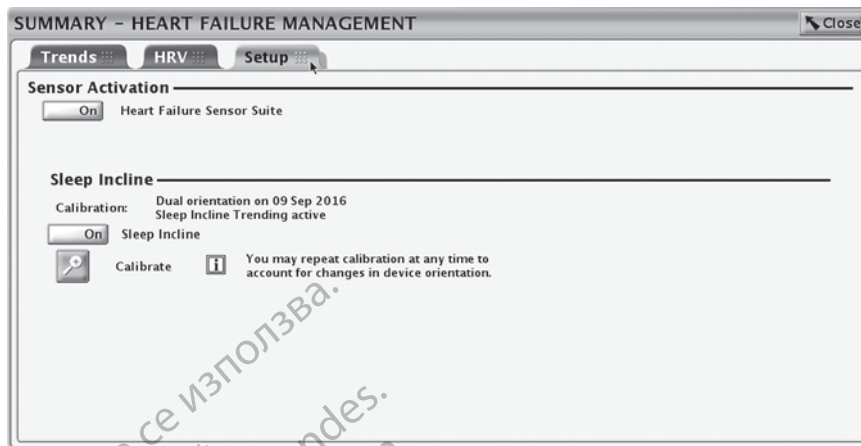 SUMMARY – HEART FAILURE MANAGEMENT
Close
Trends
HRV
Setup
Sensor Activation
On
Heart Failure Sensor Suite
Sleep Incline
Calibration:
Dual orientation on 09 Sep 2016
Sleep Incline Trending active
On
Sleep Incline
Calibrate
i
You may repeat calibration at any time to
account for changes in device orientation.
се използва.